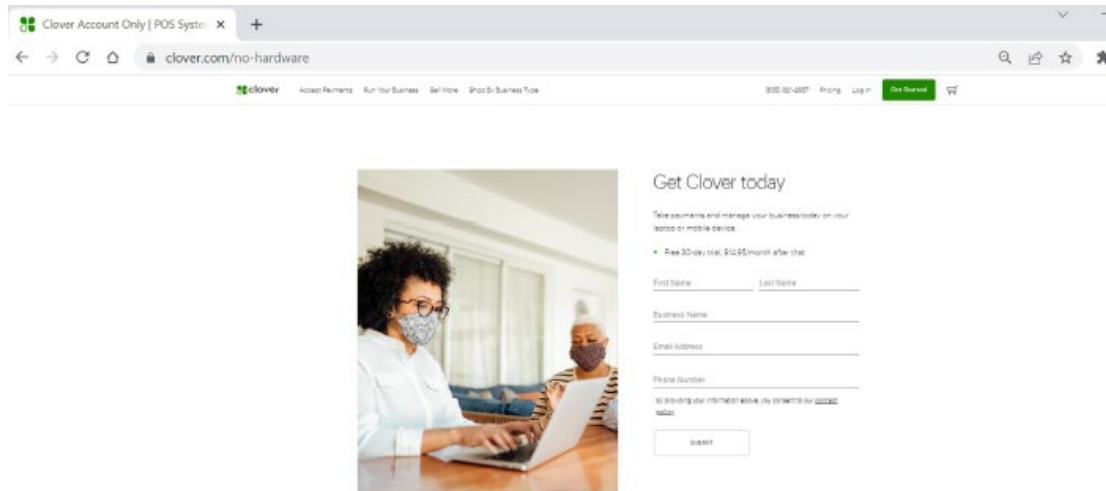 Clover Account Only | POS System
clover.com/no-hardware
clover Accept Payments Run Your Business Sell More Shop By Business Type Pricing Log In Get Started
Get Clover today
Take payments and manage your business today on your
laptop or mobile device.
Free 30-day trial, $14.95/month after that
First Name Last Name
Business Name
Email Address
Phone Number
By providing your information above, you consent to our contact
policy
SUBMIT